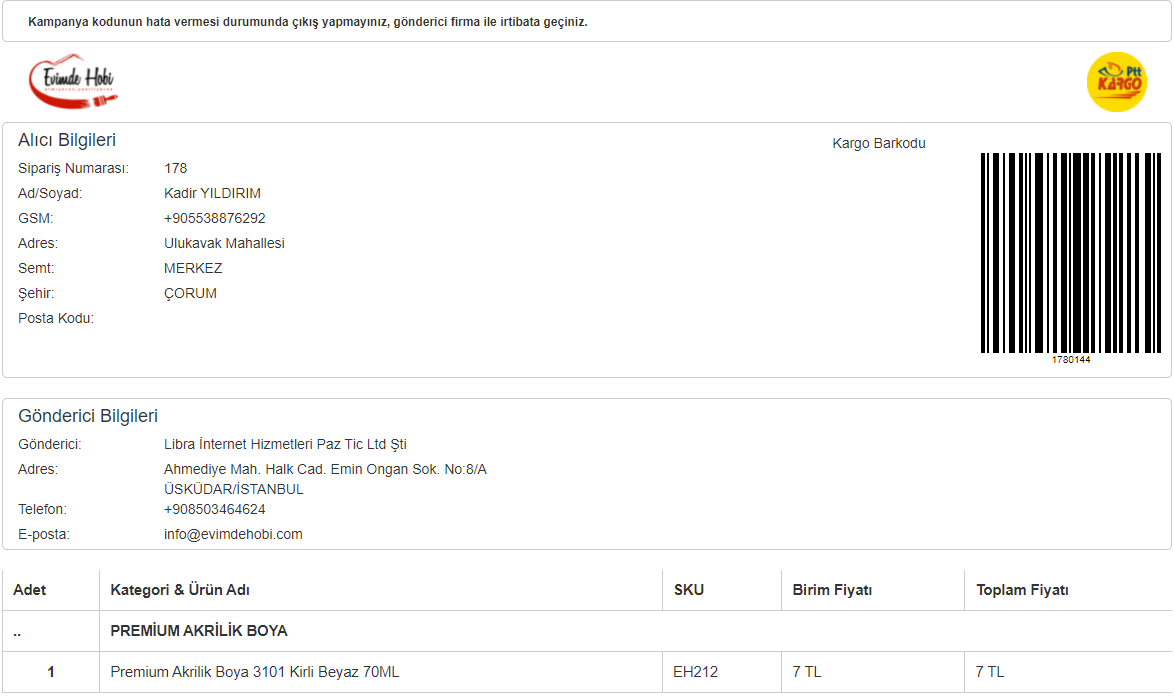 Kampanya kodunun hata vermesi durumunda çıkış yapmayınız, gönderici firma ile irtibata geçiniz.
Evimde Hobi
Ptt
KARGO
Alıcı Bilgileri
Kargo Barkodu
Sipariş Numarası: 178
Ad/Soyad: Kadir YILDIRIM
GSM: +905538876292
Adres: Ulukavak Mahallesi
Semt: MERKEZ
Şehir: ÇORUM
Posta Kodu:
1780144
Gönderici Bilgileri
Gönderici: Libra İnternet Hizmetleri Paz Tic Ltd Şti
Adres: Ahmediye Mah. Halk Cad. Emin Ongan Sok. No:8/A
ÜSKÜDAR/İSTANBUL
Telefon: +908503464624
E-posta: info@evimdehobi.com
Adet Kategori & Ürün Adı SKU Birim Fiyatı Toplam Fiyatı
.. PREMİUM AKRİLİK BOYA
1 Premium Akrilik Boya 3101 Kirli Beyaz 70ML EH212 7 TL 7 TL